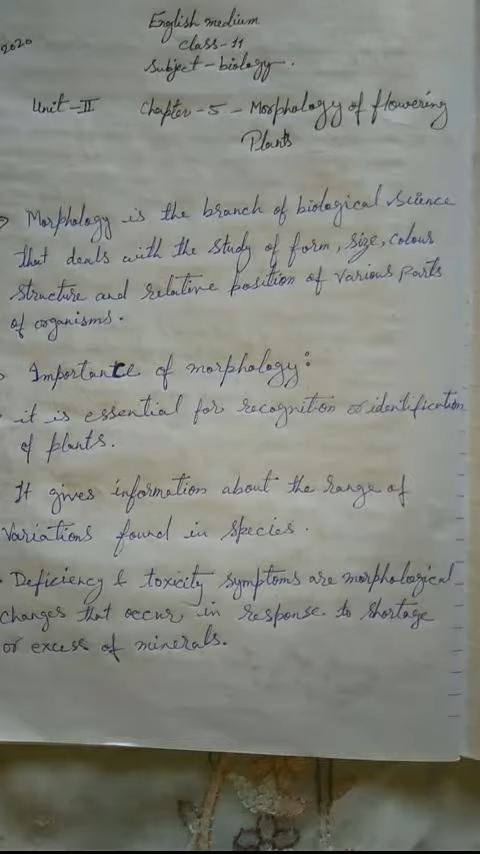 English medium
2020
class-11
Subject-biology.
Unit-II Chapter-5-Morphology of flowering
Plants
Morphology is the branch of biological science
that deals with the study of form, size, colour
structure and relative position of various parts
of organisms.
Importance of morphology:
it is essential for recognition or identification
of plants.
It gives information about the range of
variations found in species.
Deficiency & toxicity symptoms are morphological
changes that occur in response to shortage
or excess of minerals.